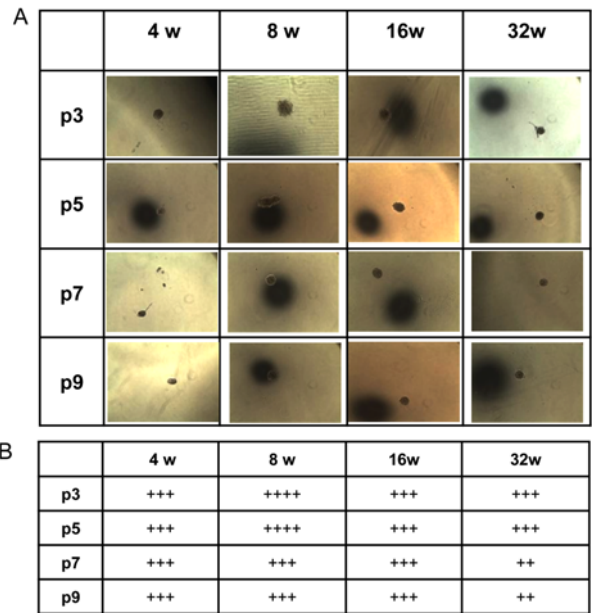 A
4 w 8 w 16w 32w
p3
p5
p7
p9
B
4 w 8 w 16w 32w
p3 +++ ++++ +++ +++
p5 +++ ++++ +++ +++
p7 +++ +++ +++ ++
p9 +++ +++ +++ ++